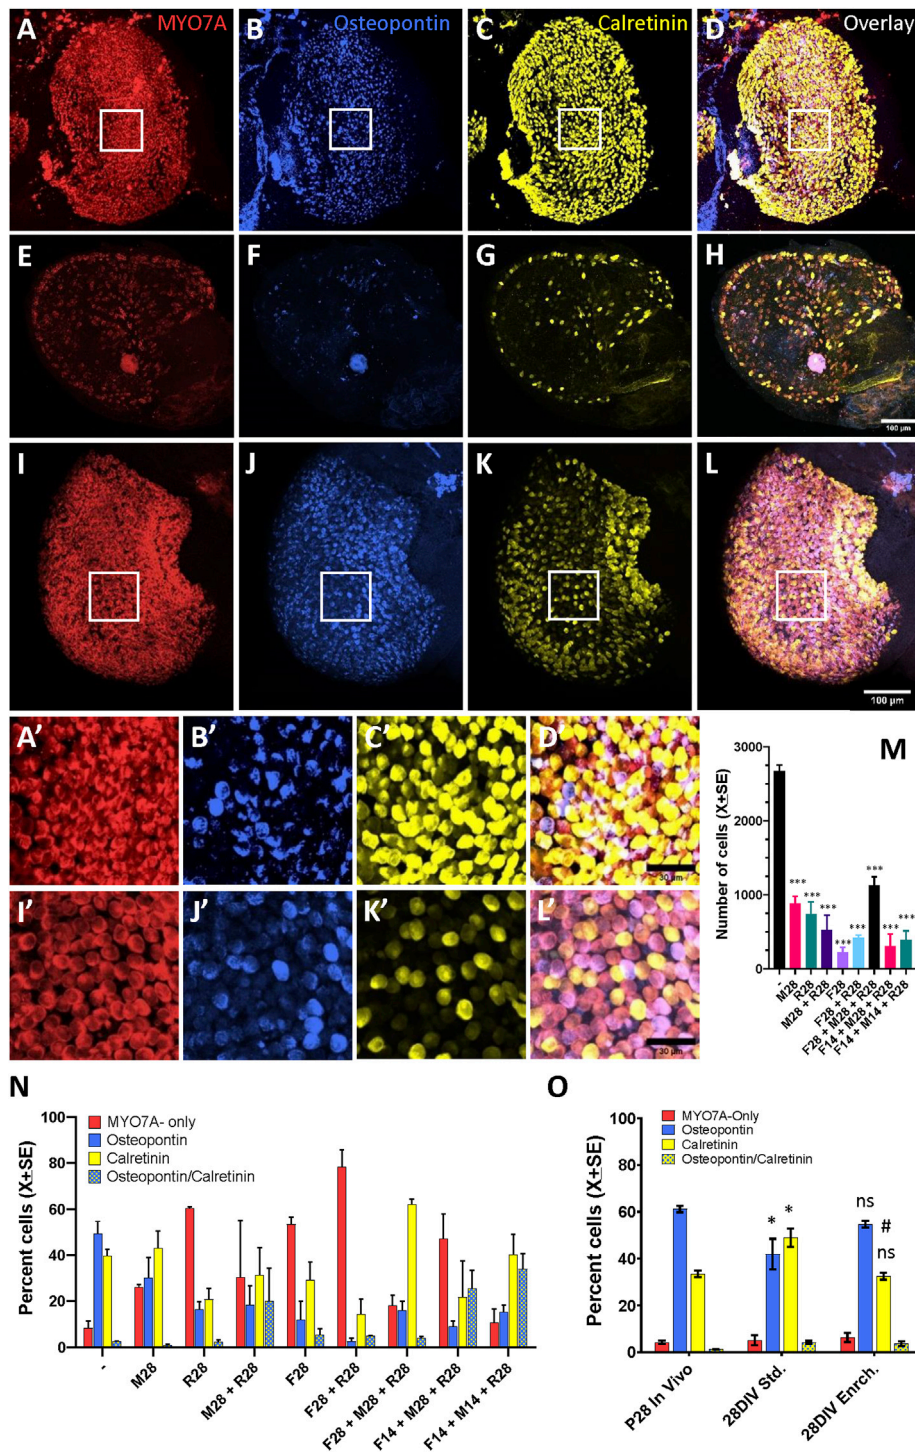 A MYO7A B Osteopontin C Calretinin D Overlay
E F G H
100 µm
I J K L
100 µm
A’ B’ C’ D’
30 µm
I’ J’ K’ L’
30 µm
M
Number of cells (X±SE)
3000
2250
1500
750
0
*** *** *** *** *** *** ***
***
-
M28
R28
M28 + R28
F28
F28 + R28
F28 + M28 + R28
F14 + M28 + R28
F14 + M14 + R28
N
Percent cells (X±SE)
100
80
60
40
20
0
MYO7A- only
Osteopontin
Calretinin
Osteopontin/Calretinin
-
M28
R28
M28 + R28
F28
F28 + R28
F28 + M28 + R28
F14 + M28 + R28
F14 + M14 + R28
O
Percent cells (X±SE)
100
80
60
40
20
0
MYO7A-Only
Osteopontin
Calretinin
Osteopontin/Calretinin
* * ns # ns
P28 In Vivo
28DIV Std.
28DIV Enrch.